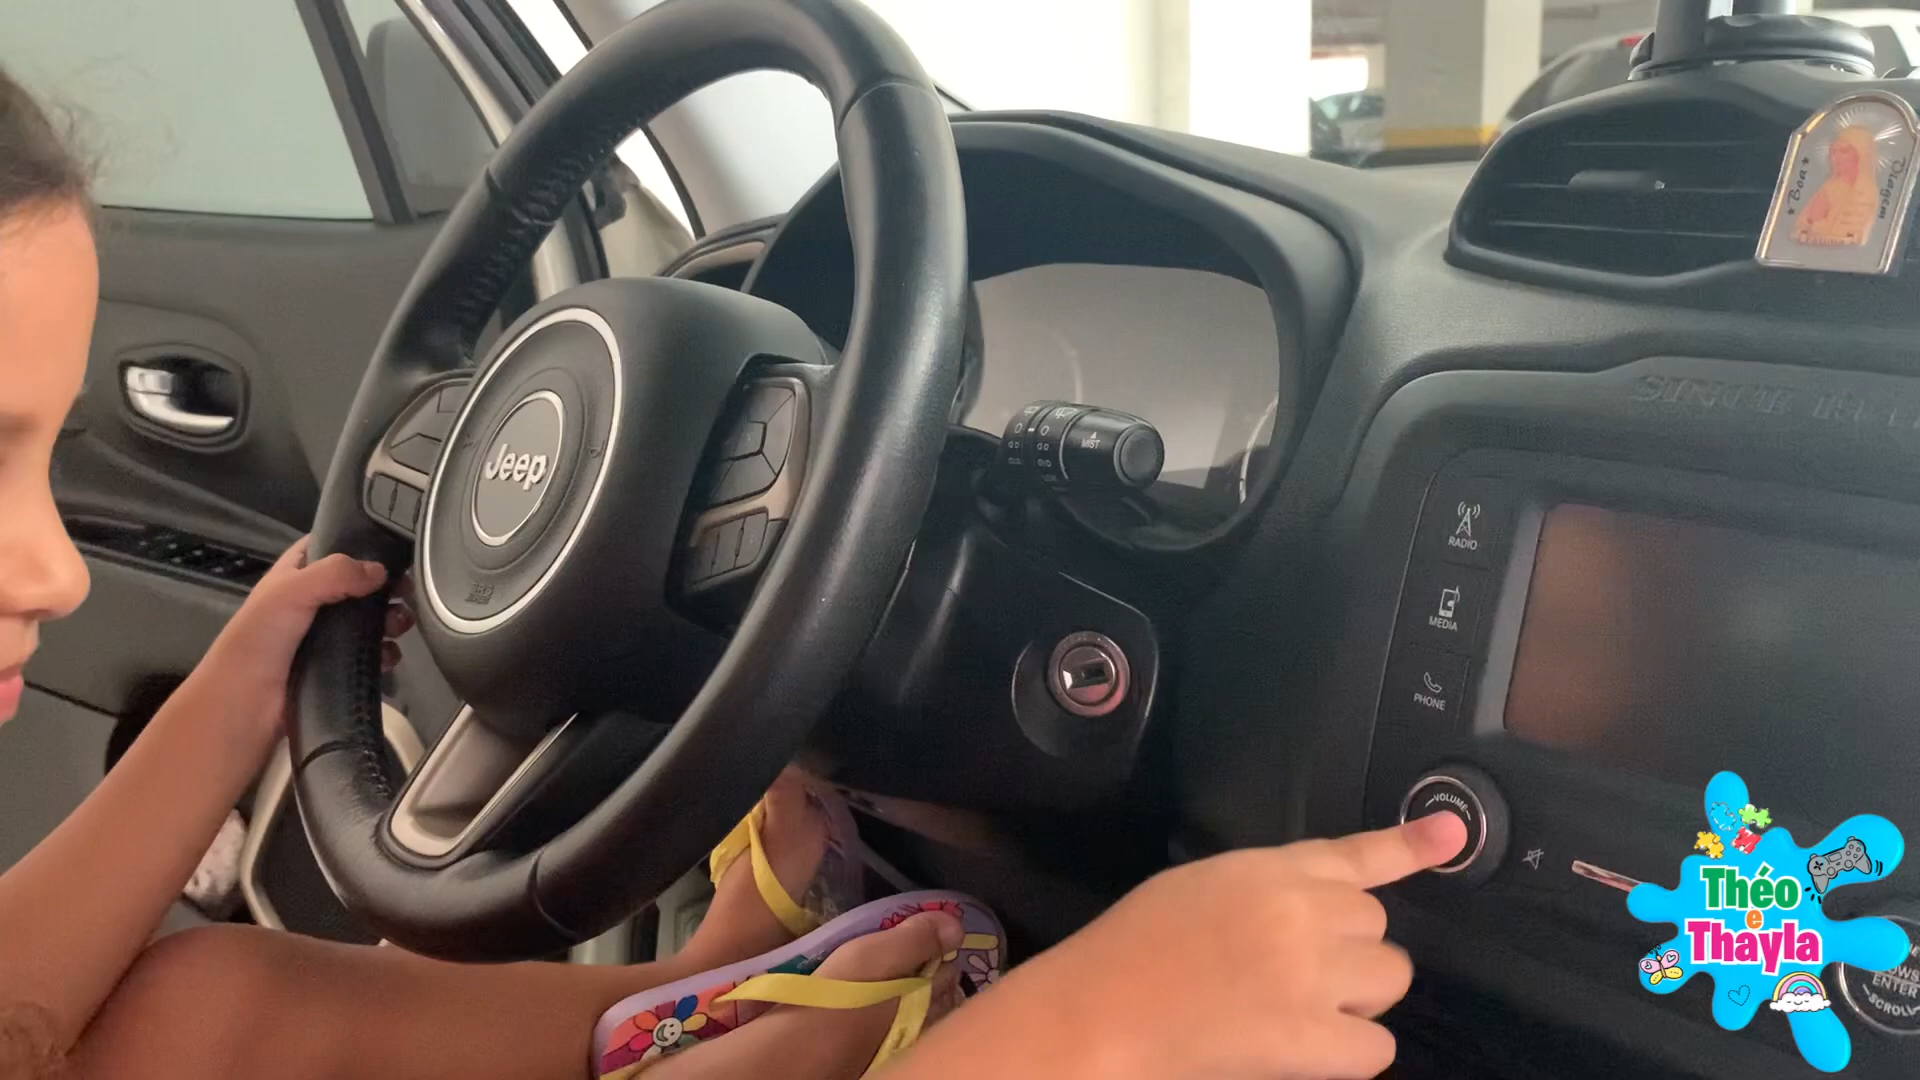 ★ Boa ★
Viagem
Jeep
MIST
RADIO
MEDIA
PHONE
VOLUME
Théo
e
Thayla
ENTER
SCROLL